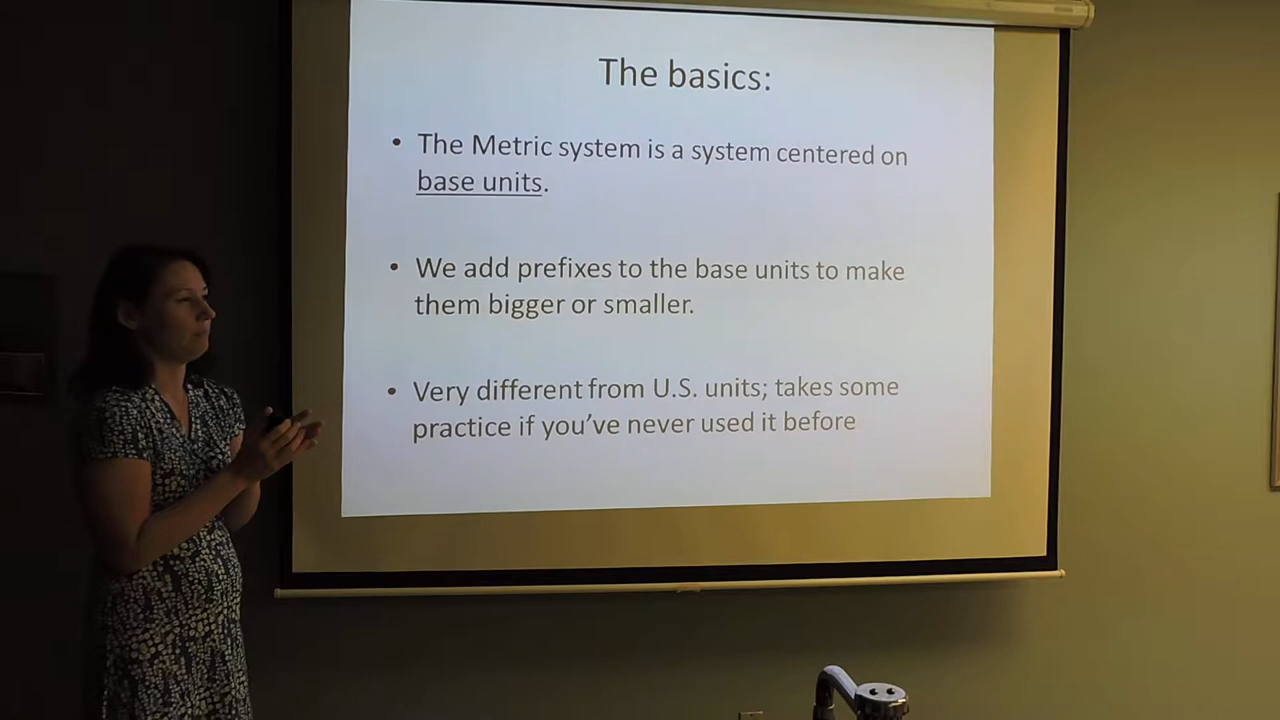 The basics:
• The Metric system is a system centered on
base units.
• We add prefixes to the base units to make
them bigger or smaller.
• Very different from U.S. units; takes some
practice if you’ve never used it before